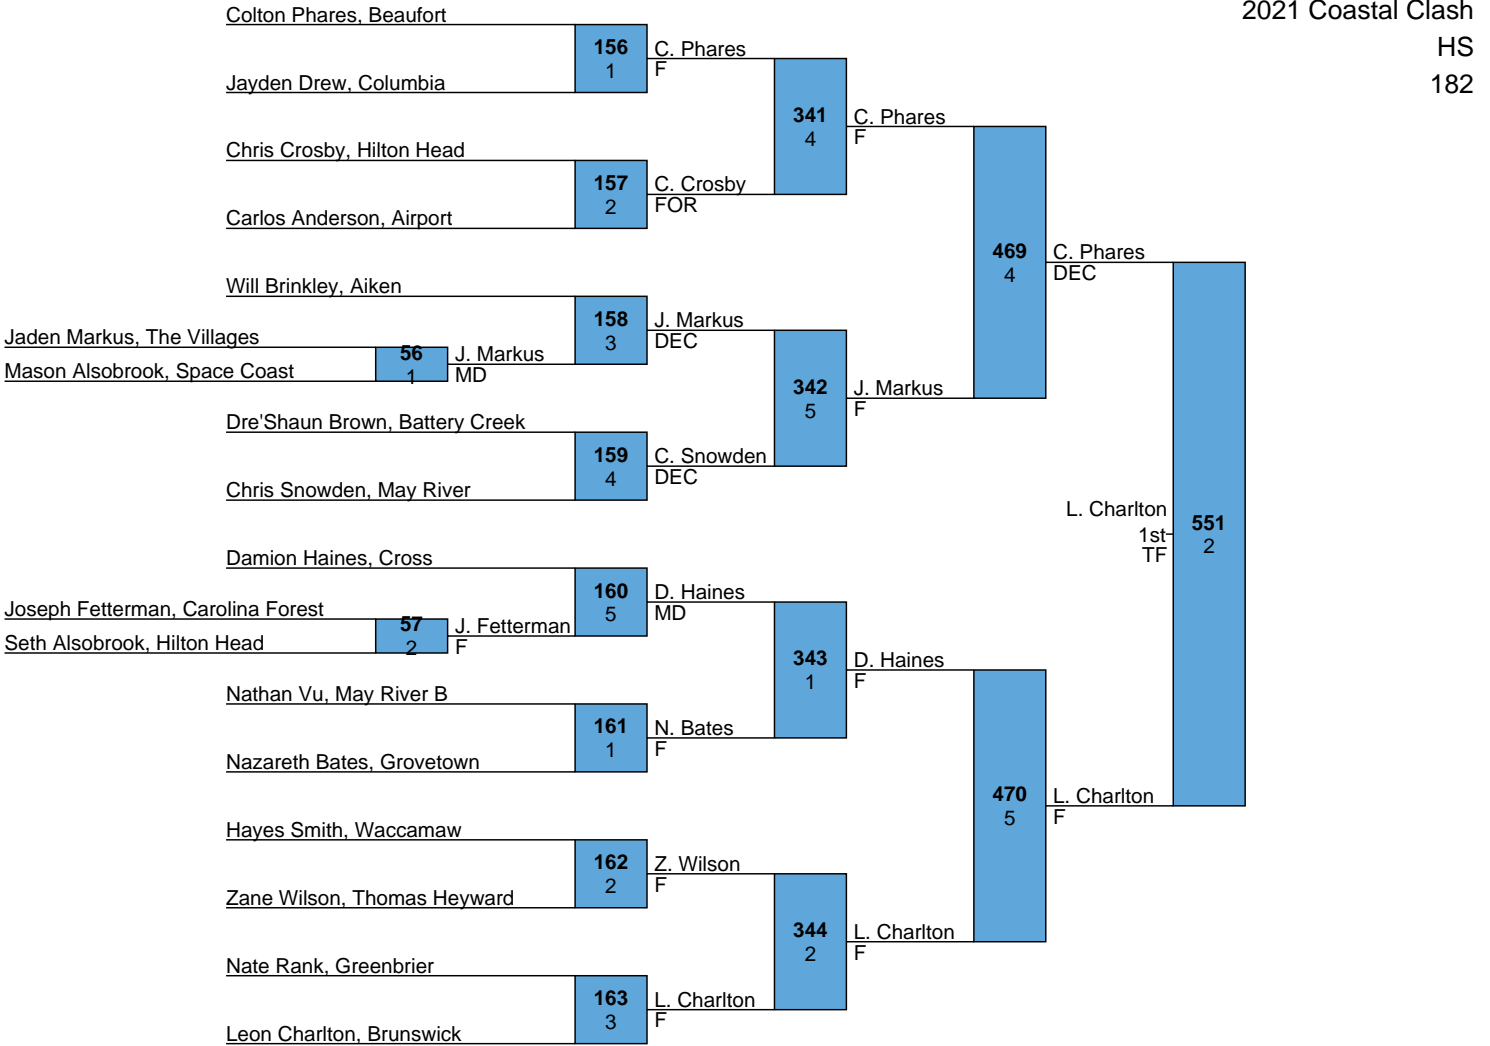 2021 Coastal Clash
HS
182
Colton Phares, Beaufort
156
1
C. Phares
F
Jayden Drew, Columbia
341
4
C. Phares
F
Chris Crosby, Hilton Head
157
2
C. Crosby
FOR
Carlos Anderson, Airport
469
4
C. Phares
DEC
Will Brinkley, Aiken
158
3
J. Markus
DEC
Jaden Markus, The Villages
56
1
J. Markus
MD
Mason Alsobrook, Space Coast
342
5
J. Markus
F
Dre'Shaun Brown, Battery Creek
159
4
C. Snowden
DEC
Chris Snowden, May River
L. Charlton
1st
TF
551
2
Damion Haines, Cross
160
5
D. Haines
MD
Joseph Fetterman, Carolina Forest
57
2
J. Fetterman
F
Seth Alsobrook, Hilton Head
343
1
D. Haines
F
Nathan Vu, May River B
161
1
N. Bates
F
Nazareth Bates, Grovetown
470
5
L. Charlton
F
Hayes Smith, Waccamaw
162
2
Z. Wilson
F
Zane Wilson, Thomas Heyward
344
2
L. Charlton
F
Nate Rank, Greenbrier
163
3
L. Charlton
F
Leon Charlton, Brunswick